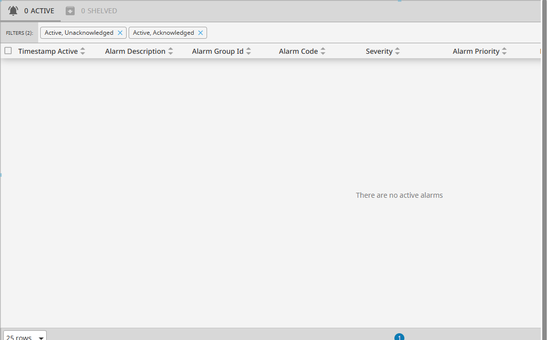 0 ACTIVE 0 SHELVED
FILTERS (2) Active, Unacknowledged Active, Acknowledged
Timestamp Active Alarm Description Alarm Group Id Alarm Code Severity Alarm Priority
There are no active alarms
25 rows 1